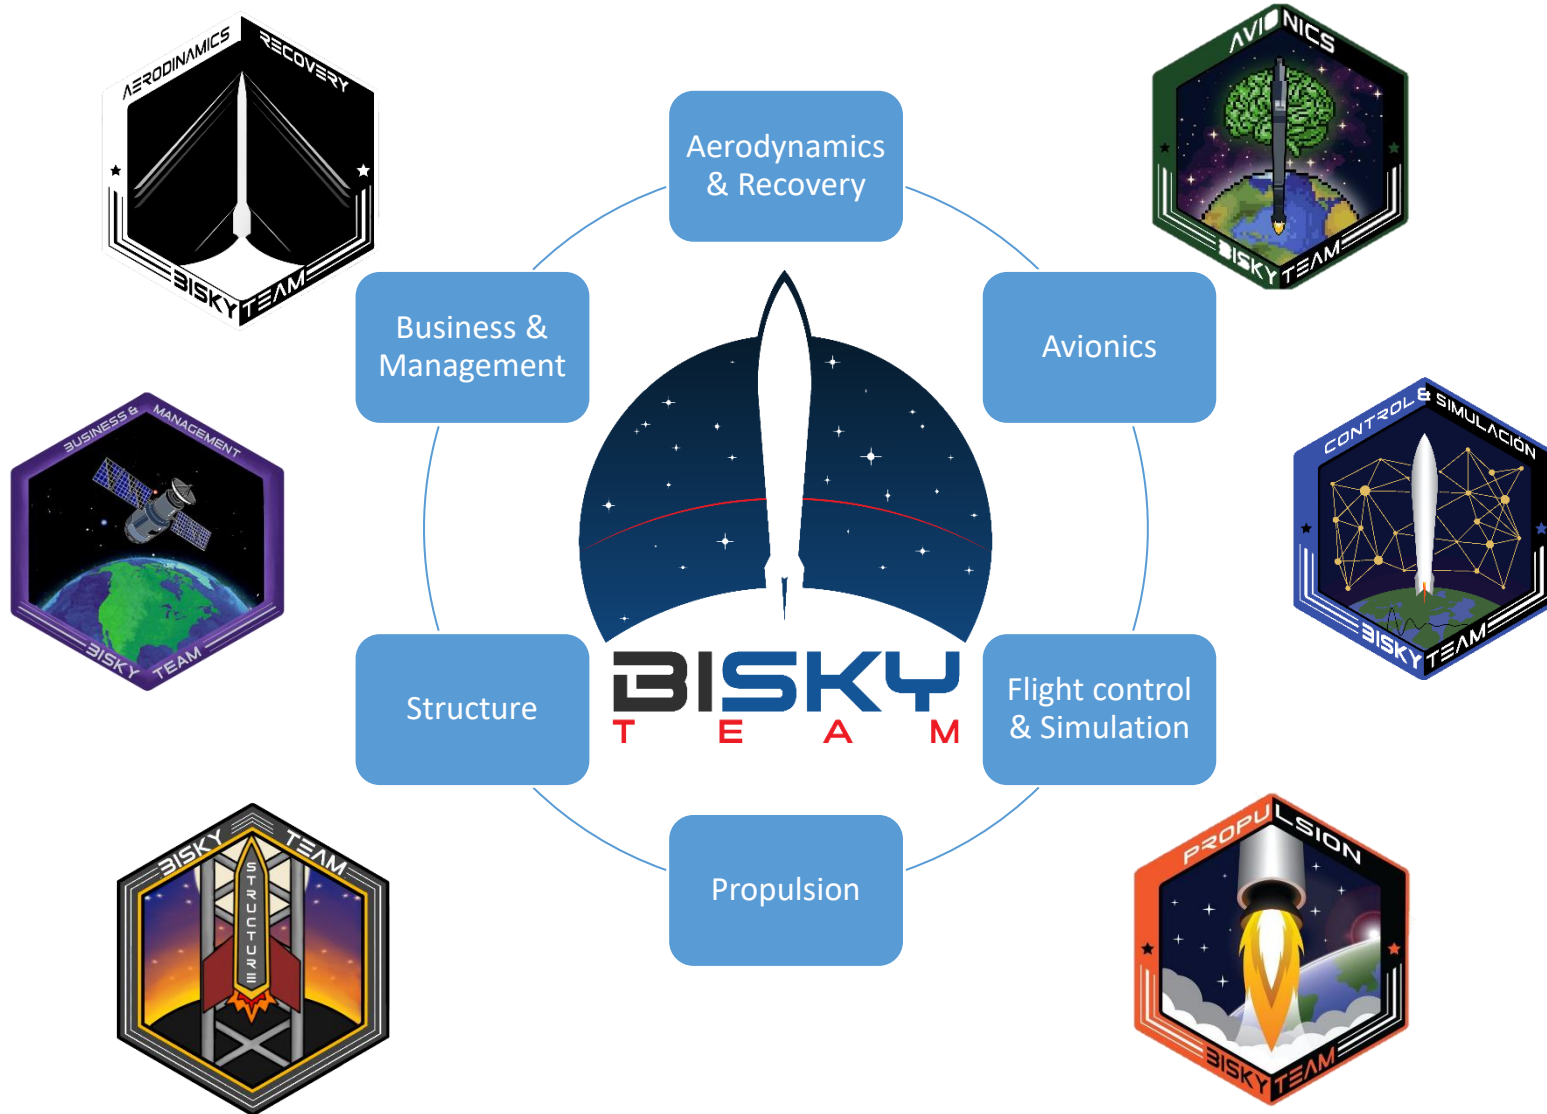 AERODINAMICS RECOVERY
BISKY TEAM
AVIONICS
BISKY TEAM
Aerodynamics
& Recovery
Business &
Management
Avionics
BUSINESS & MANAGEMENT
BISKY TEAM
CONTROL & SIMULACIÓN
BISKY TEAM
BISKY
TEAM
Structure
Flight control
& Simulation
Propulsion
BISKY TEAM
STRUCTURE
PROPULSION
BISKY TEAM